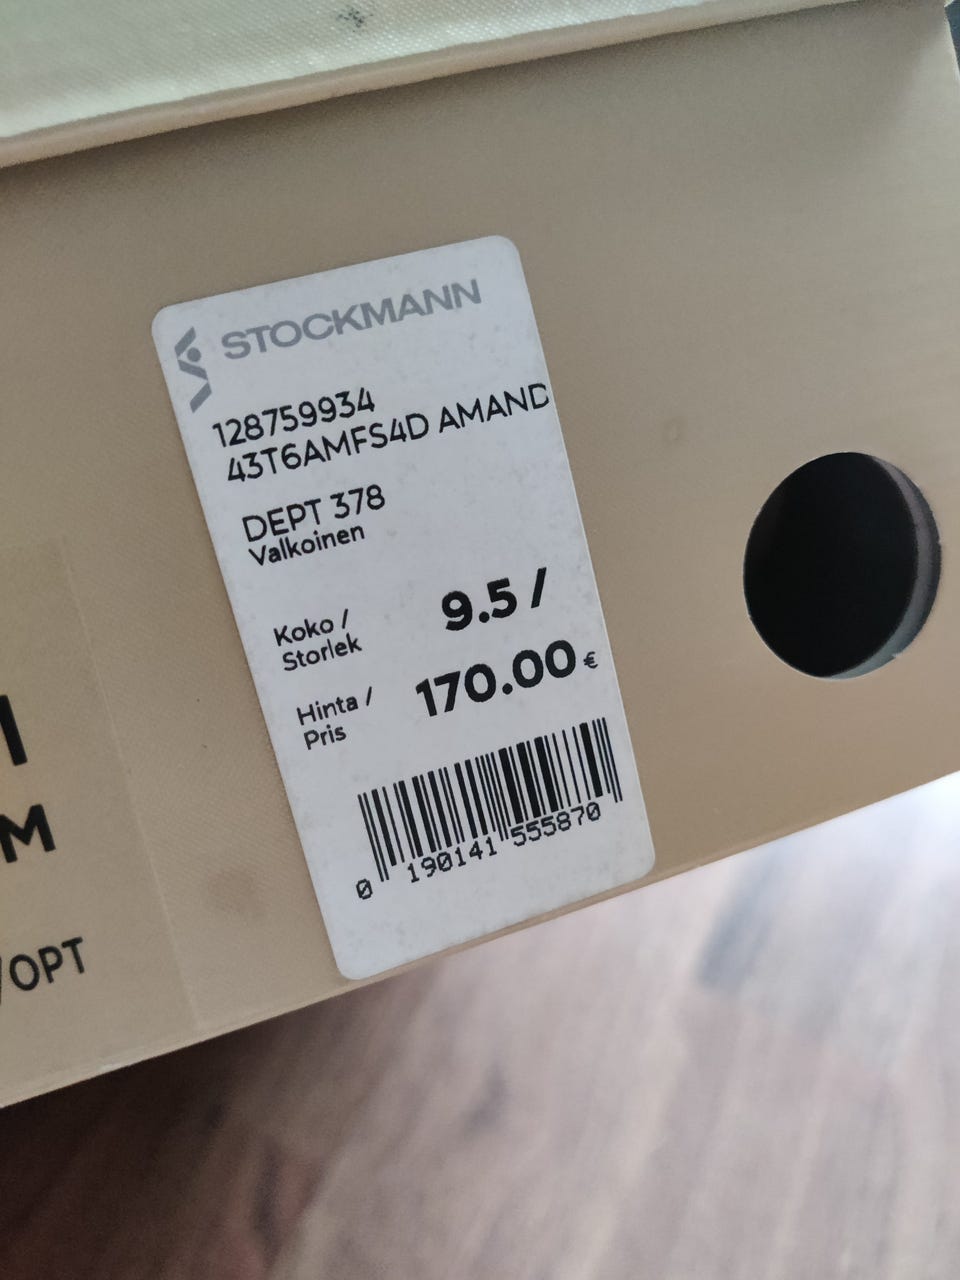 STOCKMANN
128759934
43T6AMFS4D AMAND
DEPT 378
Valkoinen
Koko /
Storlek
9.5 /
Hinta /
Pris
170.00 €
0 190141 555870
M
/OPT